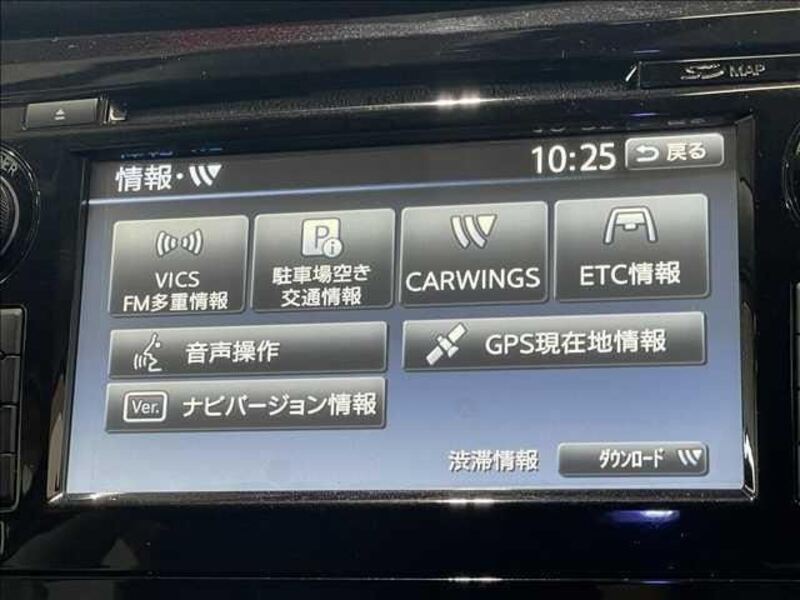 SD MAP
情報・
10:25
戻る
VICS
FM多重情報
駐車場空き
交通情報
CARWINGS
ETC情報
音声操作
GPS現在地情報
Ver.
ナビバージョン情報
渋滞情報
ダウンロード